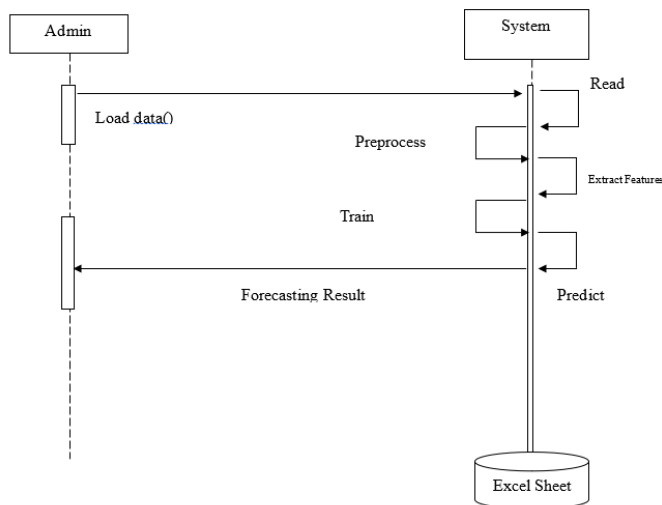 Admin
System
Read
Load data()
Preprocess
Extract Features
Train
Forecasting Result
Predict
Excel Sheet